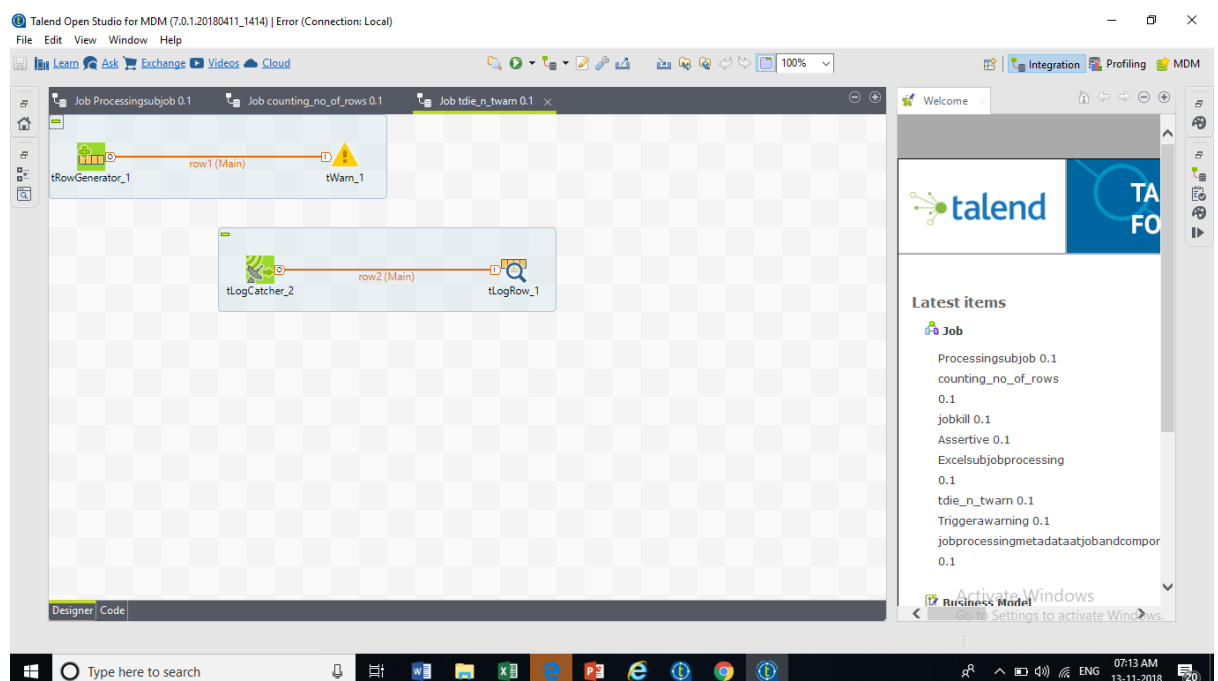 Talend Open Studio for MDM (7.0.1.20180411_1414) | Error (Connection: Local)
File Edit View Window Help
Learn Ask Exchange Videos Cloud
100%
Integration Profiling MDM
Job Processingsubjob 0.1
Job counting_no_of_rows 0.1
Job tdie_n_twarn 0.1
row1 (Main)
tRowGenerator_1
tWarn_1
row2 (Main)
tLogCatcher_2
tLogRow_1
Designer Code
Welcome
talend
TA
FO
Latest items
Job
Processingsubjob 0.1
counting_no_of_rows
0.1
jobkill 0.1
Assertive 0.1
Excelsubjobprocessing
0.1
tdie_n_twarn 0.1
Triggerawarning 0.1
jobprocessingmetadataatjobandcompor
0.1
Business Model
Activate Windows
Go to Settings to activate Windows.
Type here to search
ENG
07:13 AM
13-11-2018
20